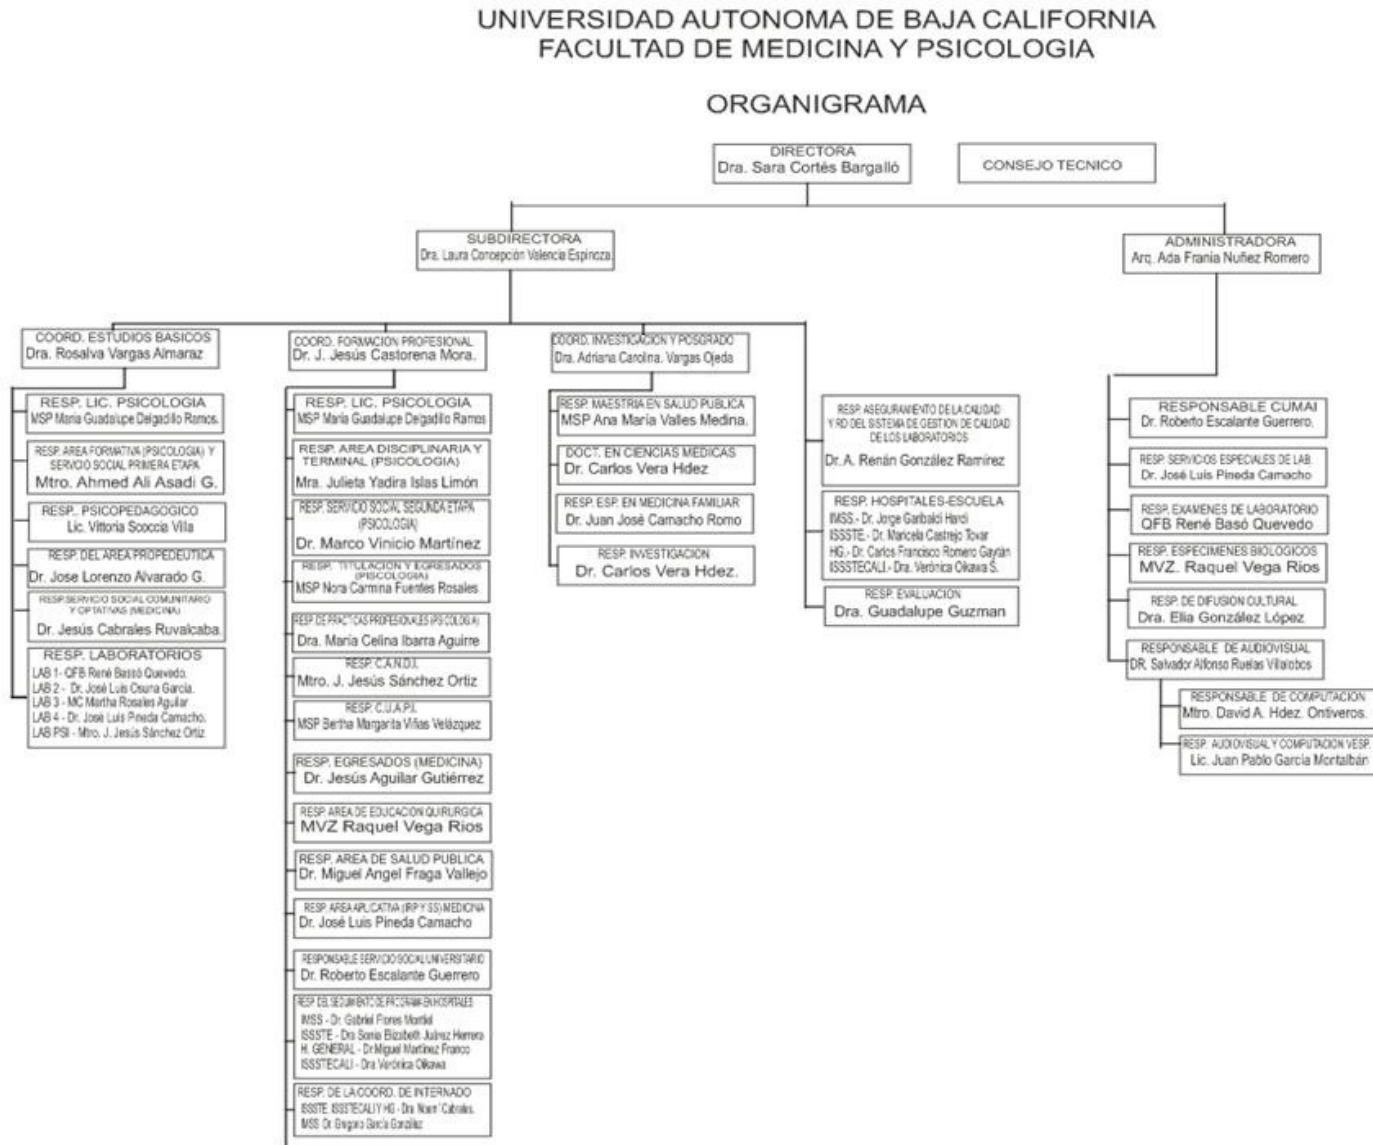 UNIVERSIDAD AUTONOMA DE BAJA CALIFORNIA
FACULTAD DE MEDICINA Y PSICOLOGIA
ORGANIGRAMA
DIRECTORA
Dra. Sara Cortés Bargalló
CONSEJO TECNICO
SUBDIRECTORA
Dra. Laura Concepción Valencia Espinoza.
ADMINISTRADORA
Arq. Ada Frania Nuñez Romero
COORD. ESTUDIOS BASICOS
Dra. Rosalva Vargas Almaraz
RESP. LIC. PSICOLOGIA
MSP Maria Guadalupe Delgadillo Ramos.
RESP. AREA FORMATIVA (PSICOLOGIA) Y
SERVICIO SOCIAL PRIMERA ETAPA
Mtro. Ahmed Ali Asadi G.
RESP.. PSICOPEDAGOGICO
Lic. Vittoria Scoccia Villa
RESP. DEL AREA PROPEDEUTICA
Dr. Jose Lorenzo Alvarado G.
RESP.SERVICIO SOCIAL COMUNITARIO
Y OPTATIVAS (MEDICINA)
Dr. Jesús Cabrales Ruvalcaba.
RESP. LABORATORIOS
LAB 1- QFB René Bassó Quevedo.
LAB 2 - Dr. José Luis Osuna Garcia.
LAB 3 - MC Martha Rosales Aguilar
LAB 4 - Dr. José Luis Pineda Camacho.
LAB PSI - Mtro. J. Jesús Sánchez Ortiz
COORD. FORMACIÓN PROFESIONAL
Dr. J. Jesús Castorena Mora.
RESP. LIC. PSICOLOGIA
MSP Maria Guadalupe Delgadillo Ramos
RESP. AREA DISCIPLINARIA Y
TERMINAL (PSICOLOGIA)
Mra. Julieta Yadira Islas Limón
RESP. SERVICIO SOCIAL SEGUNDA ETAPA
(PSICOLOGIA)
Dr. Marco Vinicio Martínez
RESP. TITULACION Y EGRESADOS
(PISCOLOGIA)
MSP Nora Carmina Fuentes Rosales
RESP DE PRACTICAS PROFESIONALES (PSICOLOGIA)
Dra. Maria Celina Ibarra Aguirre
RESP. C.A.N.D.I.
Mtro. J. Jesús Sánchez Ortiz
RESP. C.U.A.P.I.
MSP Bertha Margarita Viñas Velázquez
RESP. EGRESADOS (MEDICINA)
Dr. Jesús Aguilar Gutiérrez
RESP. AREA DE EDUCACION QUIRURGICA
MVZ Raquel Vega Rios
RESP. AREA DE SALUD PUBLICA
Dr. Miguel Angel Fraga Vallejo
RESP. AREA APLICATIVA (IRP Y SS) MEDICINA
Dr. José Luis Pineda Camacho
RESPONSABLE SERVICIO SOCIAL UNIVERSITARIO
Dr. Roberto Escalante Guerrero
RESP. DEL SEGUIMIENTO DE PROGRAMA EN HOSPITALES
IMSS - Dr. Gabriel Flores Montiel
ISSSTE - Dra Sonia Elizabeth Juárez Herrera
H. GENERAL - Dr Miguel Martínez Franco
ISSSTECALI - Dra Verónica Oikawa
RESP. DE LA COORD. DE INTERNADO
ISSSTE, ISSSTECALI Y HG - Dra. Cabrales.
IMSS Dr. Gregorio García González
COORD. INVESTIGACION Y POSGRADO
Dra. Adriana Carolina. Vargas Ojeda
RESP. MAESTRIA EN SALUD PUBLICA
MSP Ana María Valles Medina.
DOCT. EN CIENCIAS MEDICAS
Dr. Carlos Vera Hdez
RESP. ESP. EN MEDICINA FAMILIAR
Dr. Juan José Camacho Romo
RESP. INVESTIGACION
Dr. Carlos Vera Hdez.
RESP. ASEGURAMIENTO DE LA CALIDAD
Y RD DEL SISTEMA DE GESTION DE CALIDAD
DE LOS LABORATORIOS
Dr. A. Renán González Ramírez
RESP. HOSPITALES-ESCUELA
IMSS.- Dr. Jorge Garibaldi Hardi
ISSSTE.- Dr. Maricela Castrejo Tovar
HG.- Dr. Carlos Francisco Romero Gaytán
ISSSTECALI.- Dra. Verónica Oikawa S.
RESP. EVALUACION
Dra. Guadalupe Guzman
RESPONSABLE CUMAI
Dr. Roberto Escalante Guerrero.
RESP. SERVICIOS ESPECIALES DE LAB.
Dr. José Luis Pineda Camacho
RESP. EXAMENES DE LABORATORIO
QFB René Basó Quevedo
RESP. ESPECIMENES BIOLOGICOS
MVZ. Raquel Vega Rios
RESP. DE DIFUSION CULTURAL
Dra. Elia González López
RESPONSABLE DE AUDIOVISUAL
DR. Salvador Alfonso Ruelas Villalobos
RESPONSABLE DE COMPUTACION
Mtro. David A. Hdez. Ontiveros.
RESP. AUDIOVISUAL Y COMPUTACION VESP.
Lic. Juan Pablo García Montalbán